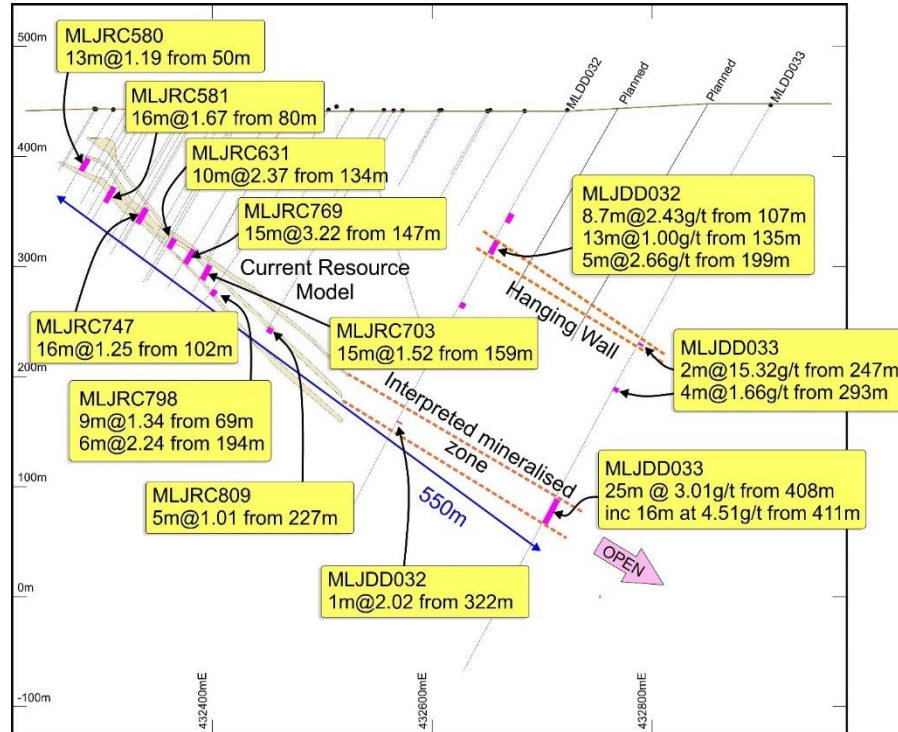 500m
400m
300m
200m
100m
0m
-100m
432400mE
432600mE
432800mE
MLJRC580
13m@1.19 from 50m
MLJRC581
16m@1.67 from 80m
MLJRC631
10m@2.37 from 134m
MLJRC769
15m@3.22 from 147m
Current Resource
Model
MLJRC747
16m@1.25 from 102m
MLJRC703
15m@1.52 from 159m
MLJRC798
9m@1.34 from 69m
6m@2.24 from 194m
MLJRC809
5m@1.01 from 227m
MLJDD032
1m@2.02 from 322m
550m
Interpreted mineralised
zone
MLDD032
Planned
Planned
MLDD033
MLJDD032
8.7m@2.43g/t from 107m
13m@1.00g/t from 135m
5m@2.66g/t from 199m
Hanging Wall
MLJDD033
2m@15.32g/t from 247m
4m@1.66g/t from 293m
MLJDD033
25m @ 3.01g/t from 408m
inc 16m at 4.51g/t from 411m
OPEN